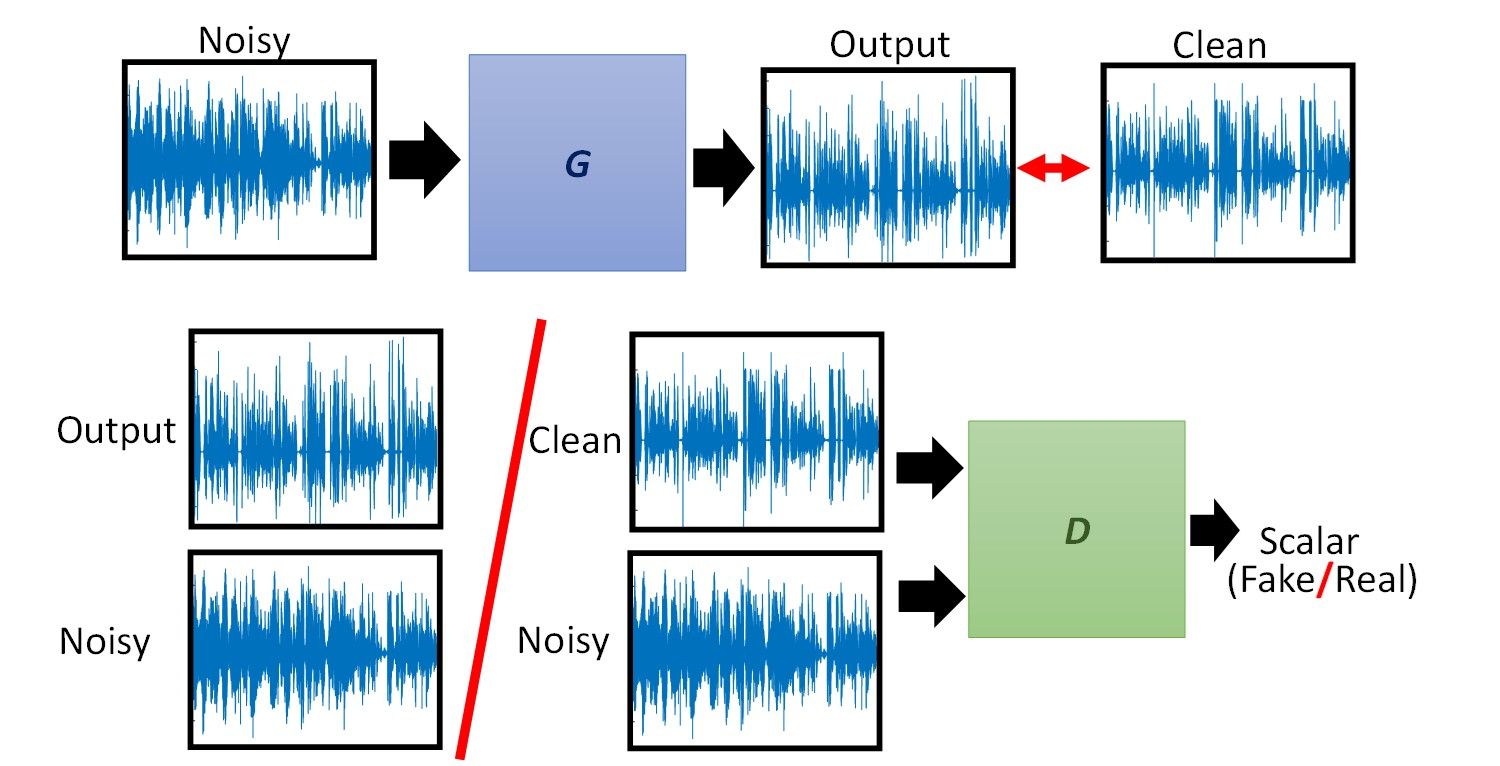 Noisy
G
Output
Clean
Output
Clean
D
Scalar
(Fake/Real)
Noisy
Noisy